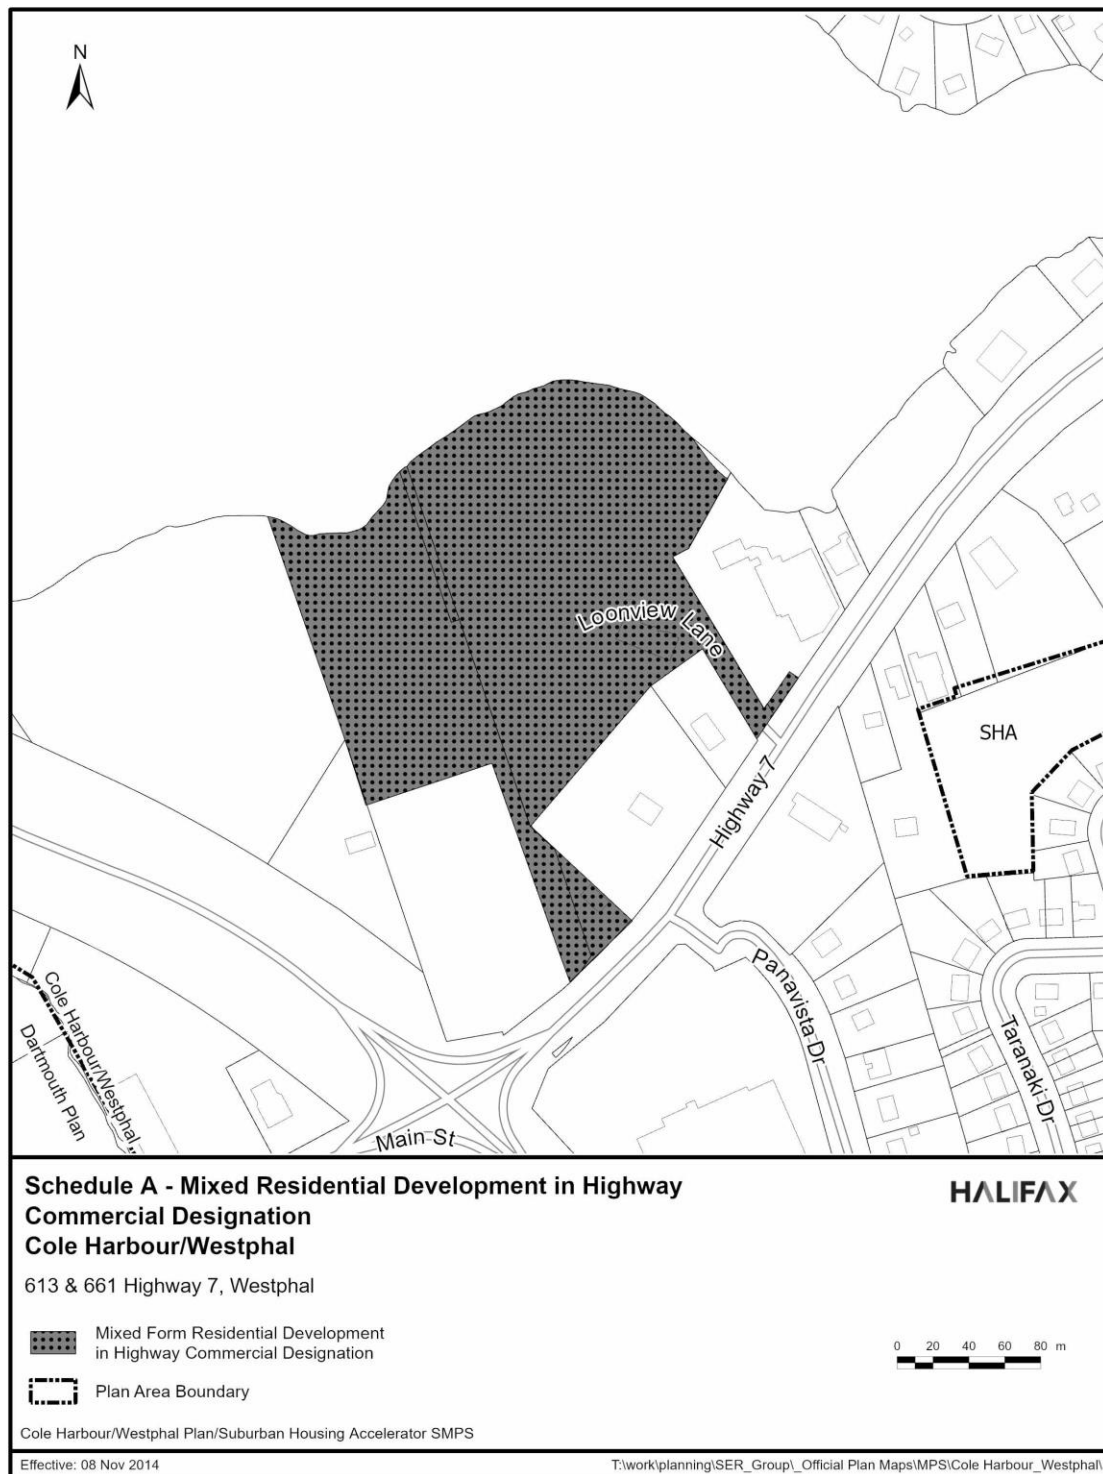 N
Loonview Lane
Highway 7
SHA
Panavista Dr
Taranaki Dr
Cole Harbour/Westphal
Dartmouth Plan
Main St
Schedule A - Mixed Residential Development in Highway
Commercial Designation
Cole Harbour/Westphal
HALIFAX
613 & 661 Highway 7, Westphal
Mixed Form Residential Development
in Highway Commercial Designation
0 20 40 60 80 m
Plan Area Boundary
Cole Harbour/Westphal Plan/Suburban Housing Accelerator SMPS
Effective: 08 Nov 2014
T:\work\planning\SER_Group\_Official Plan Maps\MPS\Cole Harbour_Westphal\